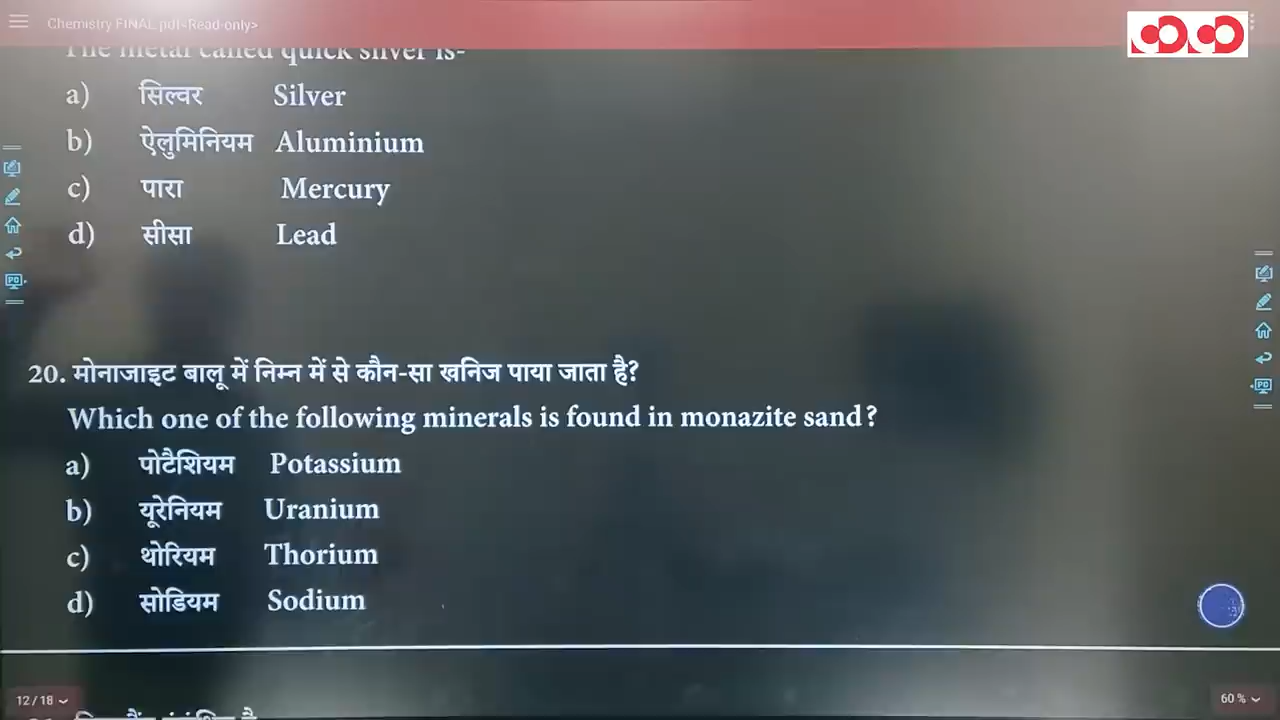 Chemistry FINAL.pdf<Read-only>
The metal called quick silver is-
a) सिल्वर Silver
b) ऐलुमिनियम Aluminium
c) पारा Mercury
d) सीसा Lead
20. मोनाजाइट बालू में निम्न में से कौन-सा खनिज पाया जाता है?
Which one of the following minerals is found in monazite sand?
a) पोटैशियम Potassium
b) यूरेनियम Uranium
c) थोरियम Thorium
d) सोडियम Sodium
12/18
60 %